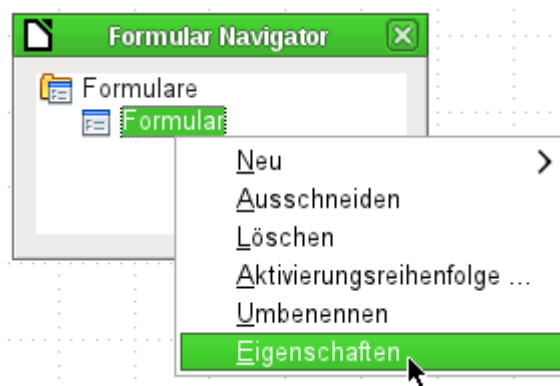 Formular Navigator
Formulare
Formular
Neu
Ausschneiden
Löschen
Aktivierungsreihenfolge ...
Umbenennen
Eigenschaften